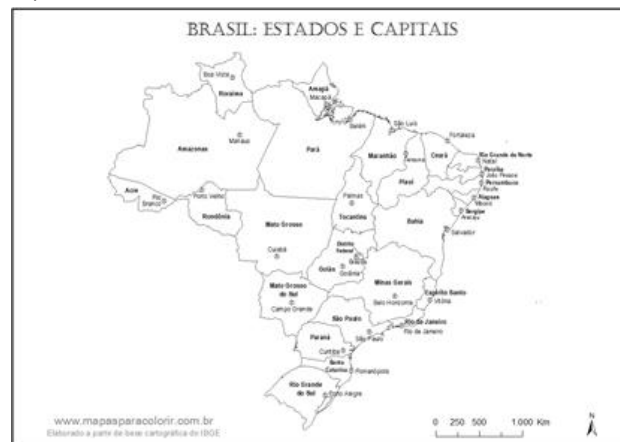 BRASIL: ESTADOS E CAPITAIS
Boa Vista
Roraima
Amapá
Macapá
Belém
São Luís
Fortaleza
Manaus
Amazonas
Pará
Maranhão
Teresina
Ceará
Rio Grande do Norte
Natal
Paraíba
João Pessoa
Pernambuco
Recife
Piauí
Alagoas
Maceió
Sergipe
Aracaju
Acre
Rio
Branco
Porto Velho
Rondônia
Palmas
Tocantins
Bahia
Salvador
Mato Grosso
Cuiabá
Distrito
Federal
Brasília
Goiás
Goiânia
Minas Gerais
Belo Horizonte
Espírito Santo
Vitória
Mato Grosso
do Sul
Campo Grande
São Paulo
São Paulo
Rio de Janeiro
Rio de Janeiro
Paraná
Curitiba
Santa
Catarina
Florianópolis
Rio Grande
do Sul
Porto Alegre
www.mapasparacolorir.com.br
Elaborado a partir de base cartográfica do IBGE
0 250 500 1.000 Km
N